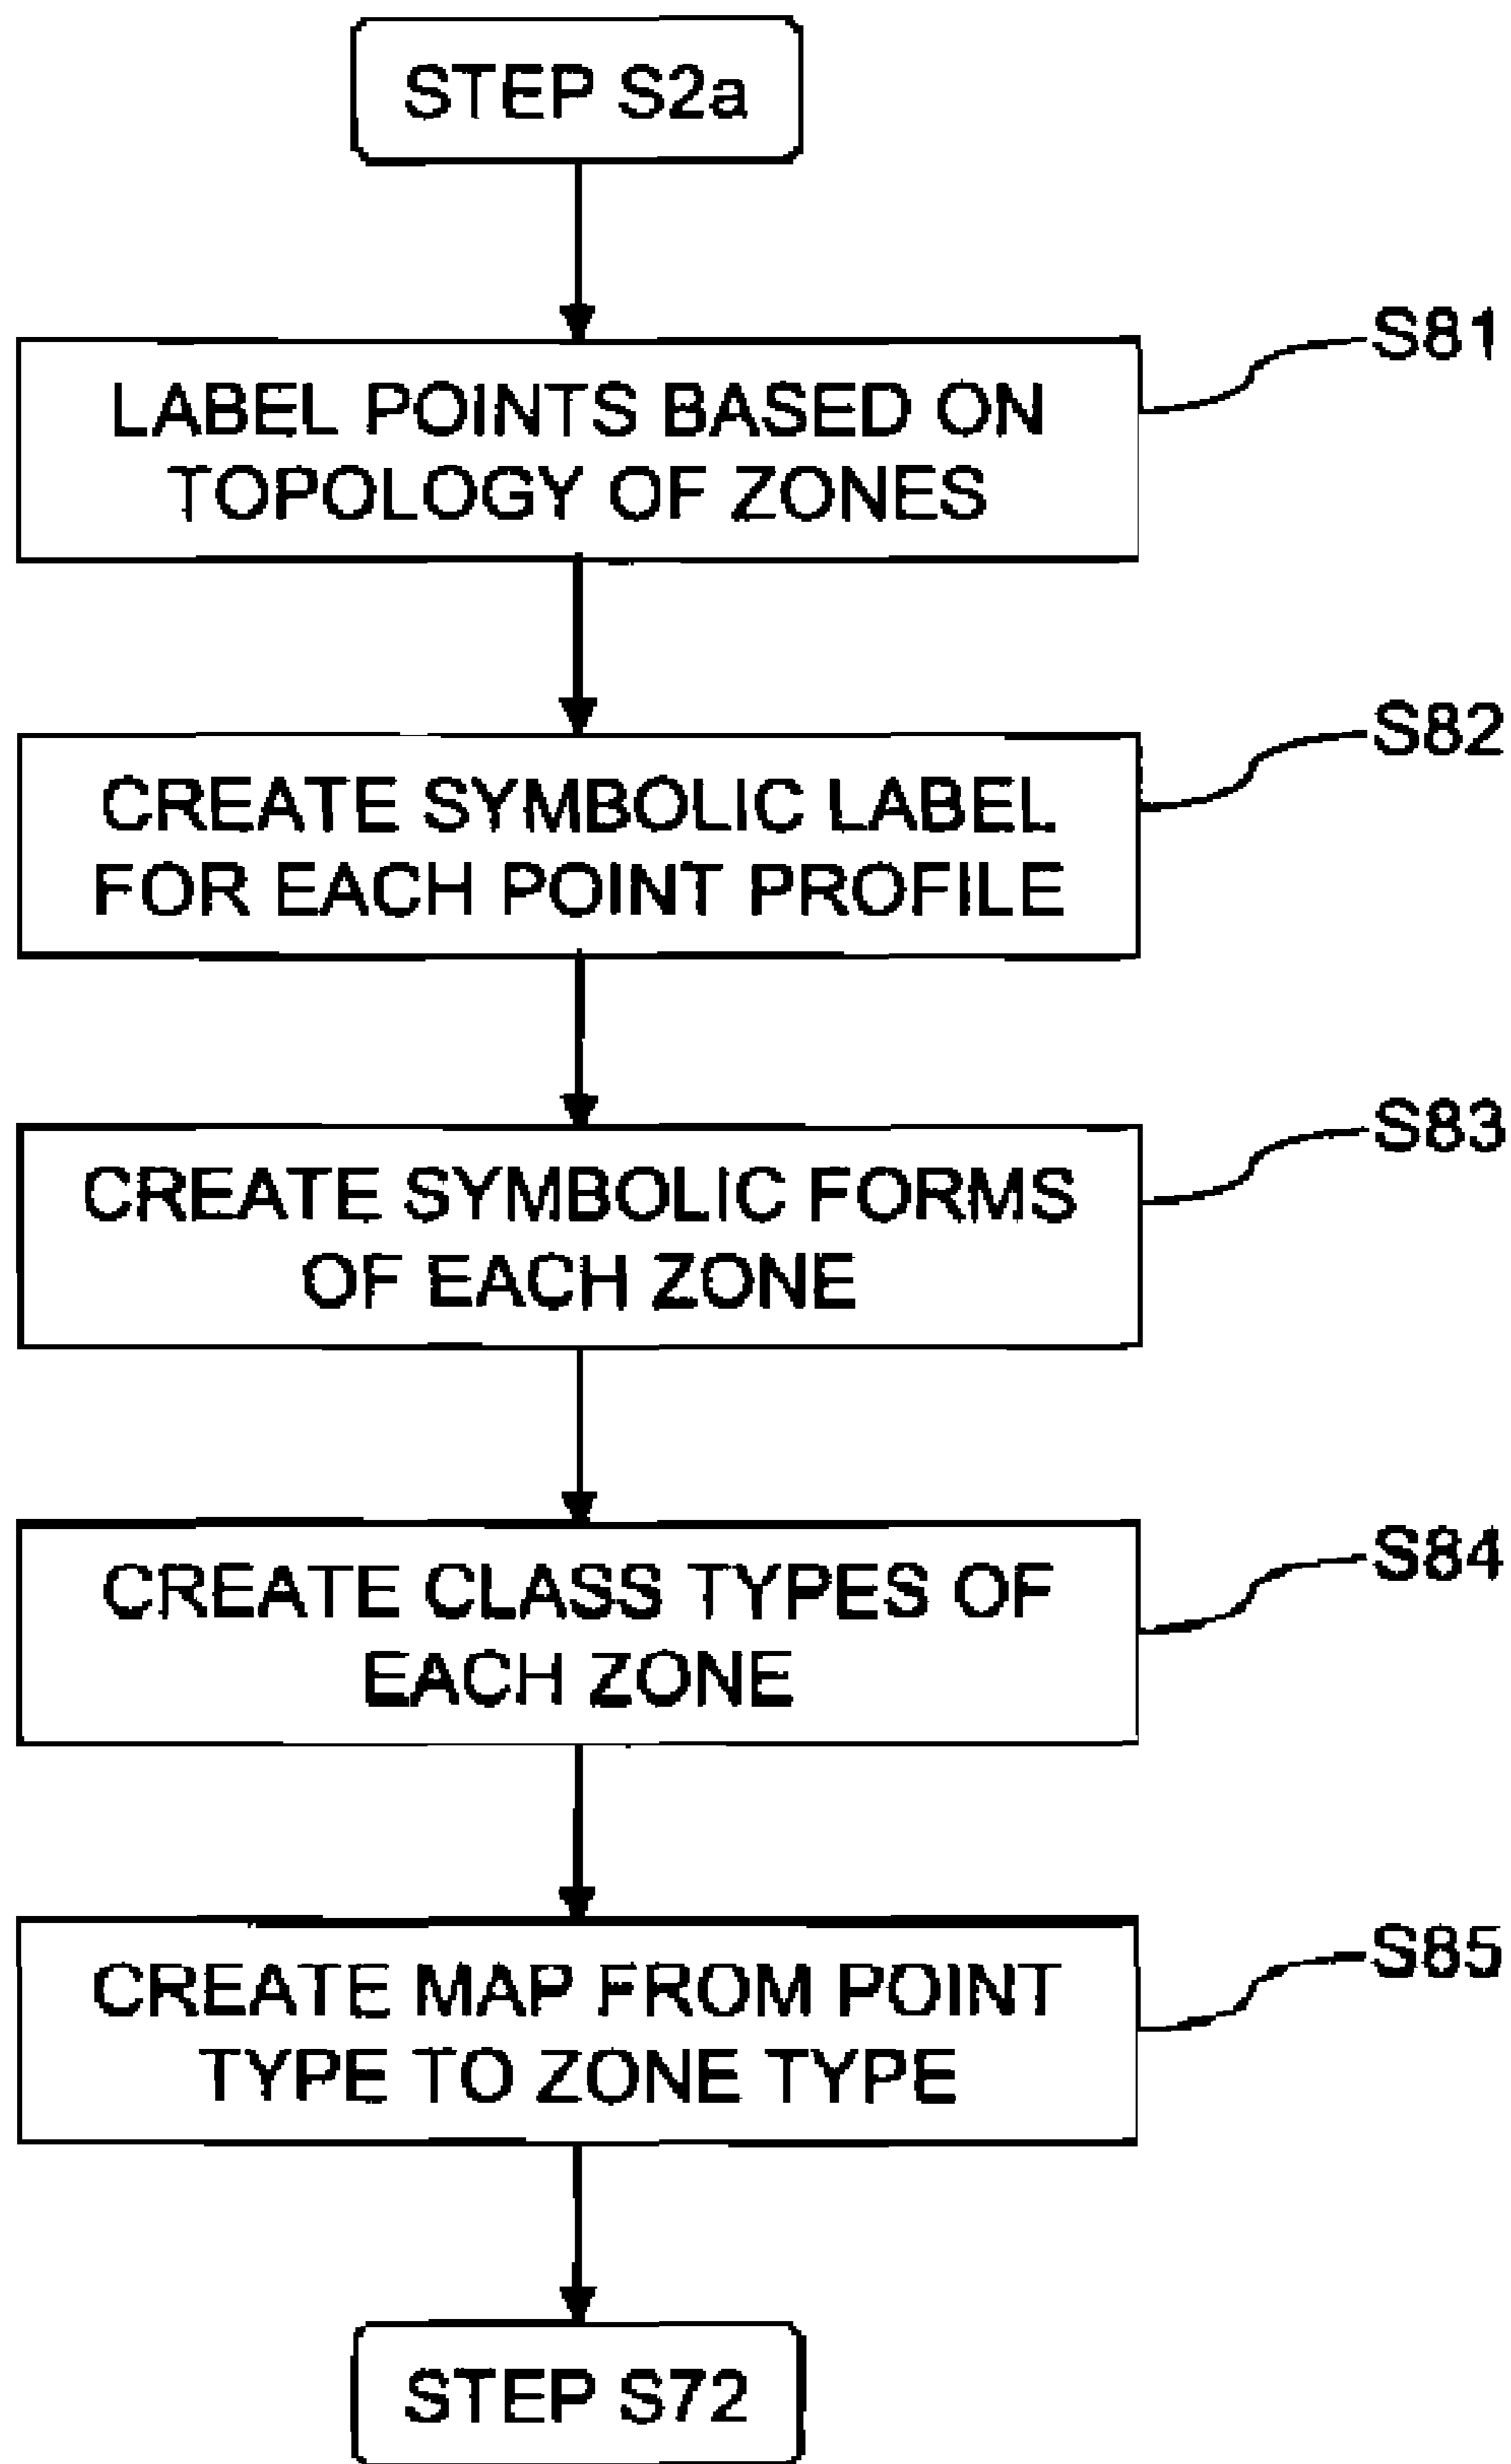 STEP S2a
S81
LABEL POINTS BASED ON
TOPOLOGY OF ZONES
S82
CREATE SYMBOLIC LABEL
FOR EACH POINT PROFILE
S83
CREATE SYMBOLIC FORMS
OF EACH ZONE
S84
CREATE CLASS TYPES OF
EACH ZONE
S85
CREATE MAP FROM POINT
TYPE TO ZONE TYPE
STEP S72